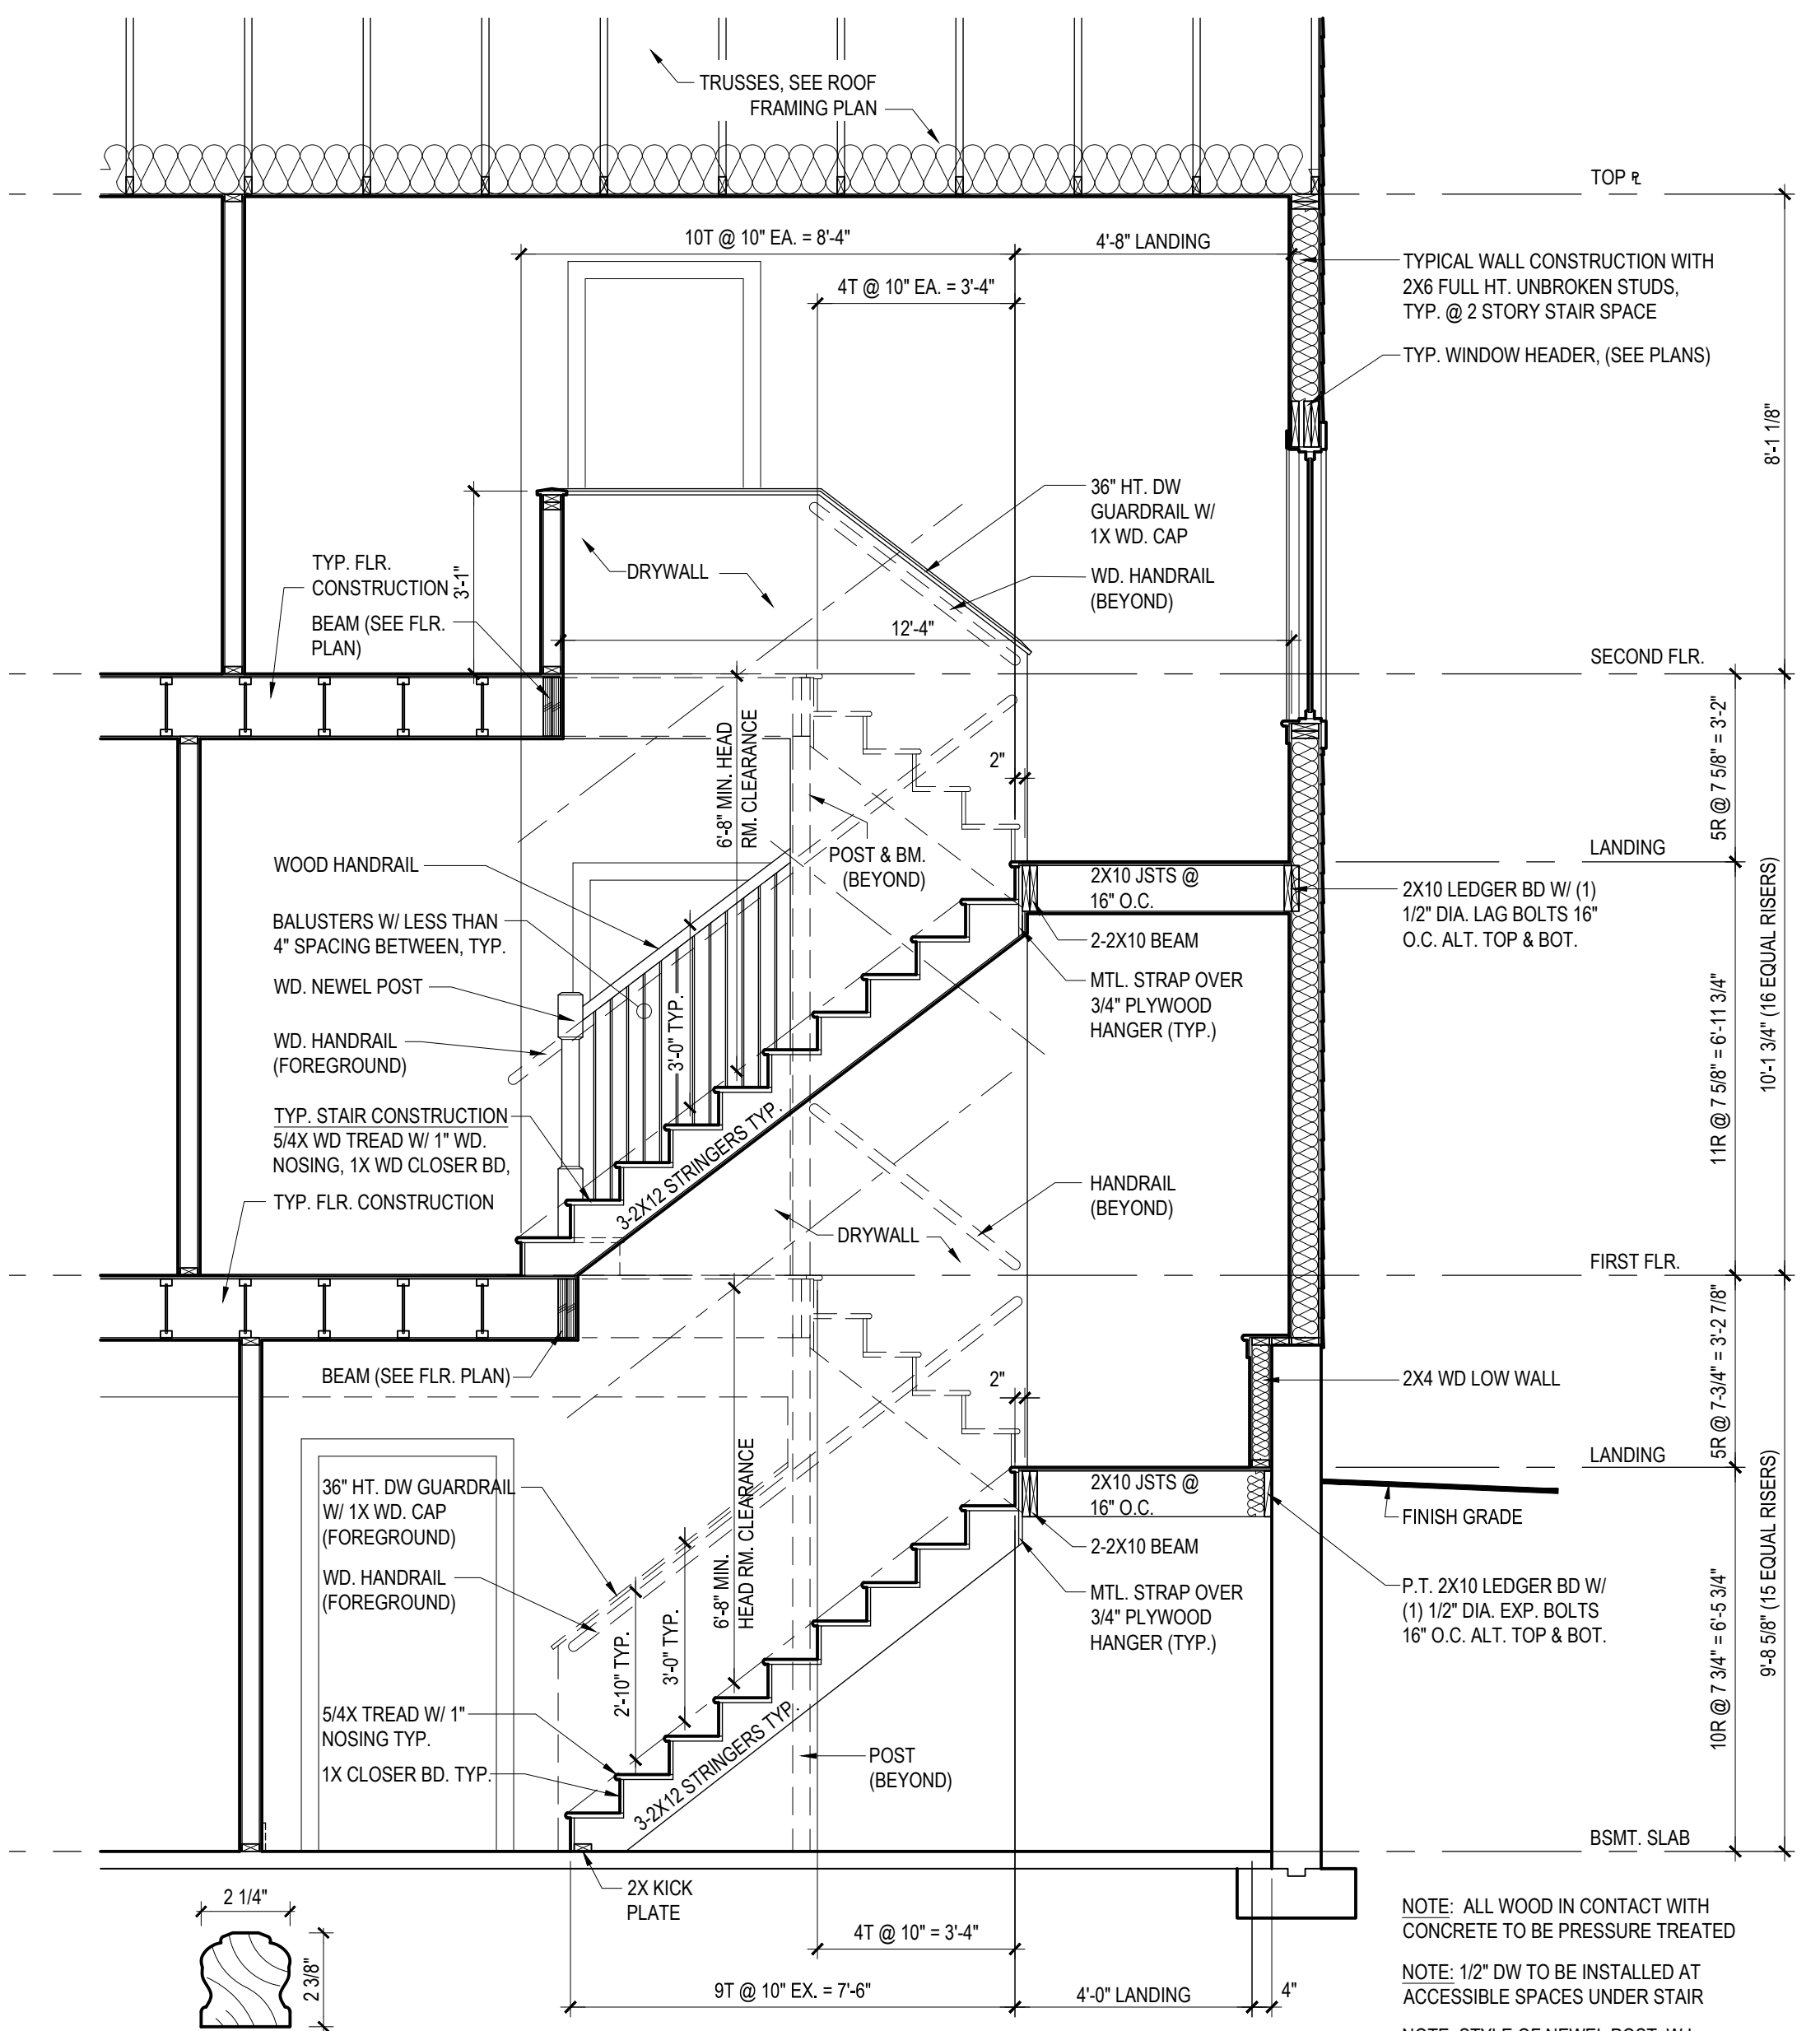 TRUSSES, SEE ROOF
FRAMING PLAN
TOP ⅊
10T @ 10" EA. = 8'-4"
4'-8" LANDING
4T @ 10" EA. = 3'-4"
TYPICAL WALL CONSTRUCTION WITH
2X6 FULL HT. UNBROKEN STUDS,
TYP. @ 2 STORY STAIR SPACE
TYP. WINDOW HEADER, (SEE PLANS)
8'-1 1/8"
36" HT. DW
GUARDRAIL W/
1X WD. CAP
WD. HANDRAIL
(BEYOND)
TYP. FLR.
CONSTRUCTION
3'-1"
DRYWALL
BEAM (SEE FLR.
PLAN)
12'-4"
SECOND FLR.
6'-8" MIN. HEAD
RM. CLEARANCE
2"
5R @ 7 5/8" = 3'-2"
POST & BM.
(BEYOND)
WOOD HANDRAIL
BALUSTERS W/ LESS THAN
4" SPACING BETWEEN, TYP.
WD. NEWEL POST
WD. HANDRAIL
(FOREGROUND)
TYP. STAIR CONSTRUCTION
5/4X WD TREAD W/ 1" WD.
NOSING, 1X WD CLOSER BD,
TYP. FLR. CONSTRUCTION
3'-0" TYP.
3-2X12 STRINGERS TYP.
2X10 JSTS @
16" O.C.
2-2X10 BEAM
MTL. STRAP OVER
3/4" PLYWOOD
HANGER (TYP.)
LANDING
2X10 LEDGER BD W/ (1)
1/2" DIA. LAG BOLTS 16"
O.C. ALT. TOP & BOT.
11R @ 7 5/8" = 6'-11 3/4"
10'-1 3/4" (16 EQUAL RISERS)
HANDRAIL
(BEYOND)
DRYWALL
FIRST FLR.
BEAM (SEE FLR. PLAN)
2"
2X4 WD LOW WALL
5R @ 7-3/4" = 3'-2 7/8"
LANDING
36" HT. DW GUARDRAIL
W/ 1X WD. CAP
(FOREGROUND)
WD. HANDRAIL
(FOREGROUND)
6'-8" MIN.
HEAD RM. CLEARANCE
3'-0" TYP.
2'-10" TYP.
2X10 JSTS @
16" O.C.
2-2X10 BEAM
MTL. STRAP OVER
3/4" PLYWOOD
HANGER (TYP.)
FINISH GRADE
P.T. 2X10 LEDGER BD W/
(1) 1/2" DIA. EXP. BOLTS
16" O.C. ALT. TOP & BOT.
10R @ 7 3/4" = 6'-5 3/4"
9'-8 5/8" (15 EQUAL RISERS)
5/4X TREAD W/ 1"
NOSING TYP.
1X CLOSER BD. TYP.
3-2X12 STRINGERS TYP.
POST
(BEYOND)
BSMT. SLAB
2X KICK
PLATE
2 1/4"
2 3/8"
4T @ 10" = 3'-4"
9T @ 10" EX. = 7'-6"
4'-0" LANDING
4"
NOTE: ALL WOOD IN CONTACT WITH
CONCRETE TO BE PRESSURE TREATED
NOTE: 1/2" DW TO BE INSTALLED AT
ACCESSIBLE SPACES UNDER STAIR